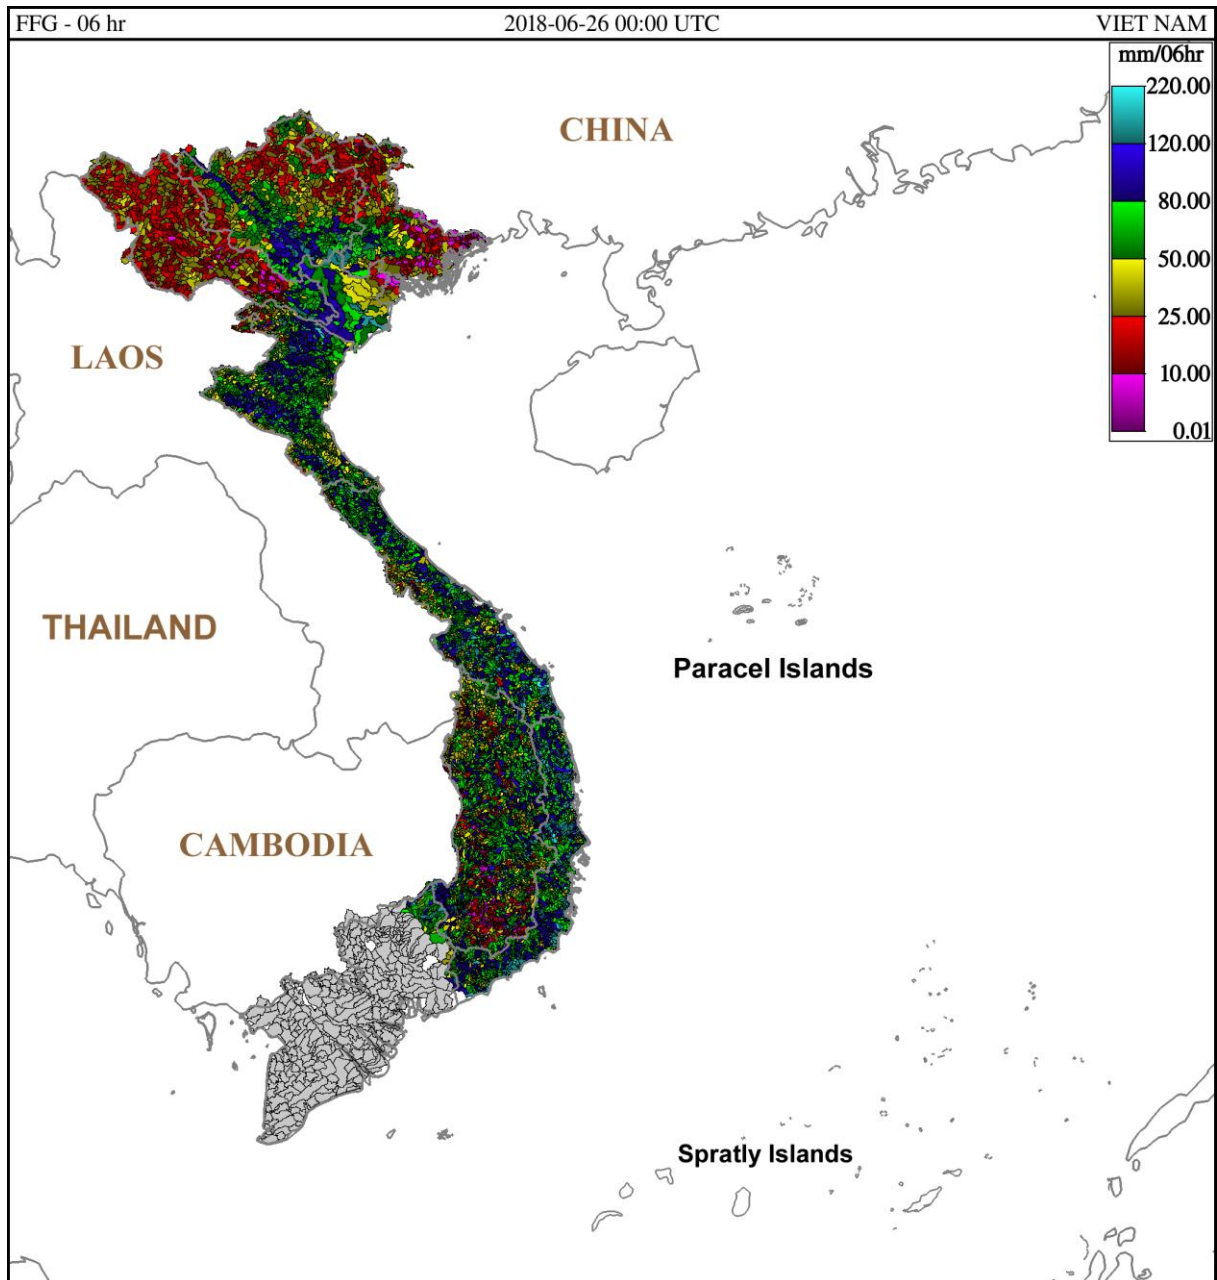 FFG - 06 hr
2018-06-26 00:00 UTC
VIET NAM
mm/06hr
220.00
120.00
80.00
50.00
25.00
10.00
0.01
CHINA
LAOS
THAILAND
Paracel Islands
CAMBODIA
Spratly Islands